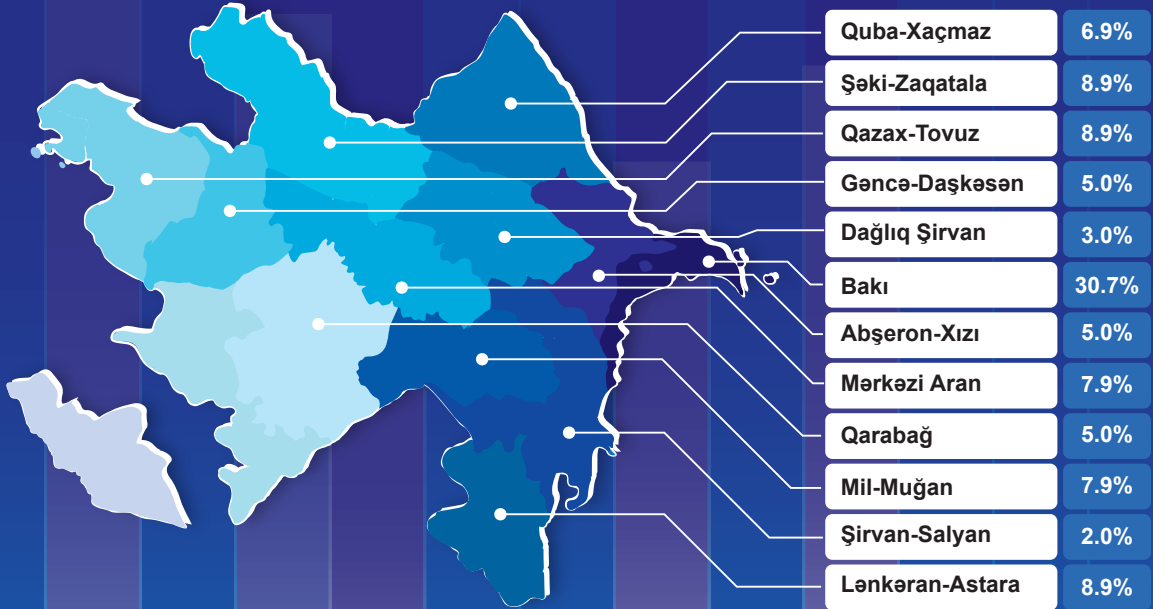 Quba-Xaçmaz 6.9%
Şəki-Zaqatala 8.9%
Qazax-Tovuz 8.9%
Gəncə-Daşkəsən 5.0%
Dağlıq Şirvan 3.0%
Bakı 30.7%
Abşeron-Xızı 5.0%
Mərkəzi Aran 7.9%
Qarabağ 5.0%
Mil-Muğan 7.9%
Şirvan-Salyan 2.0%
Lənkəran-Astara 8.9%